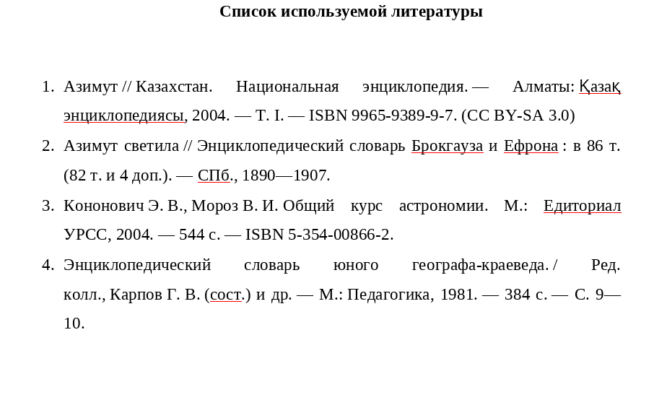 Список используемой литературы
1. Азимут // Казахстан. Национальная энциклопедия. — Алматы: Қазақ
энциклопедиясы, 2004. — Т. I. — ISBN 9965-9389-9-7. (CC BY-SA 3.0)
2. Азимут светила // Энциклопедический словарь Брокгауза и Ефрона : в 86 т.
(82 т. и 4 доп.). — СПб., 1890—1907.
3. Кононович Э. В., Мороз В. И. Общий курс астрономии. М.: Едиториал
УРСС, 2004. — 544 с. — ISBN 5-354-00866-2.
4. Энциклопедический словарь юного географа-краеведа. / Ред.
колл., Карпов Г. В. (сост.) и др. — М.: Педагогика, 1981. — 384 с. — С. 9—
10.